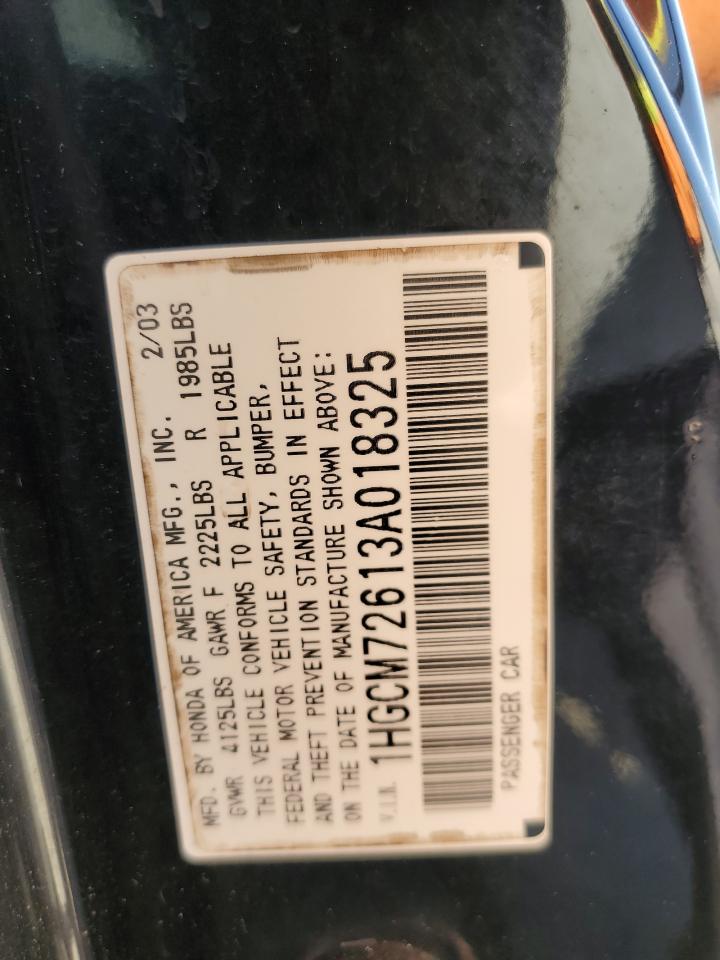 MFD. BY HONDA OF AMERICA MFG., INC. 2/03
GVWR 4125LBS GAWR F 2225LBS R 1985LBS
THIS VEHICLE CONFORMS TO ALL APPLICABLE
FEDERAL MOTOR VEHICLE SAFETY, BUMPER,
AND THEFT PREVENTION STANDARDS IN EFFECT
ON THE DATE OF MANUFACTURE SHOWN ABOVE:
V.I.N. 1HGCM72613A018325
PASSENGER CAR